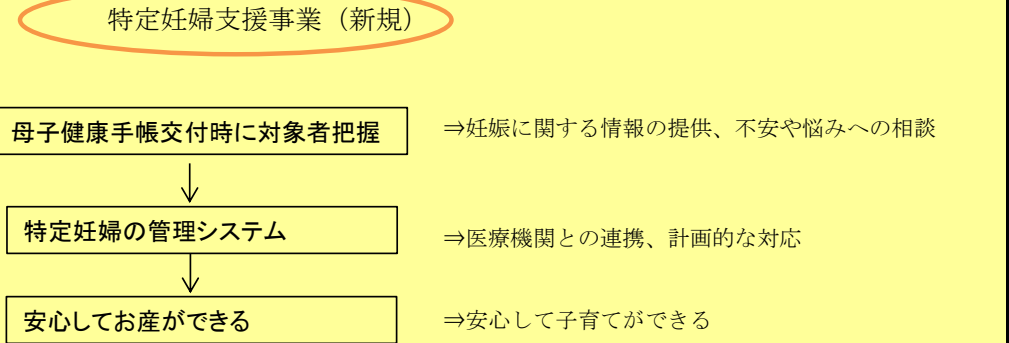 特定妊婦支援事業（新規）
母子健康手帳交付時に対象者把握 ⇒妊娠に関する情報の提供、不安や悩みへの相談
特定妊婦の管理システム ⇒医療機関との連携、計画的な対応
安心してお産ができる ⇒安心して子育てができる